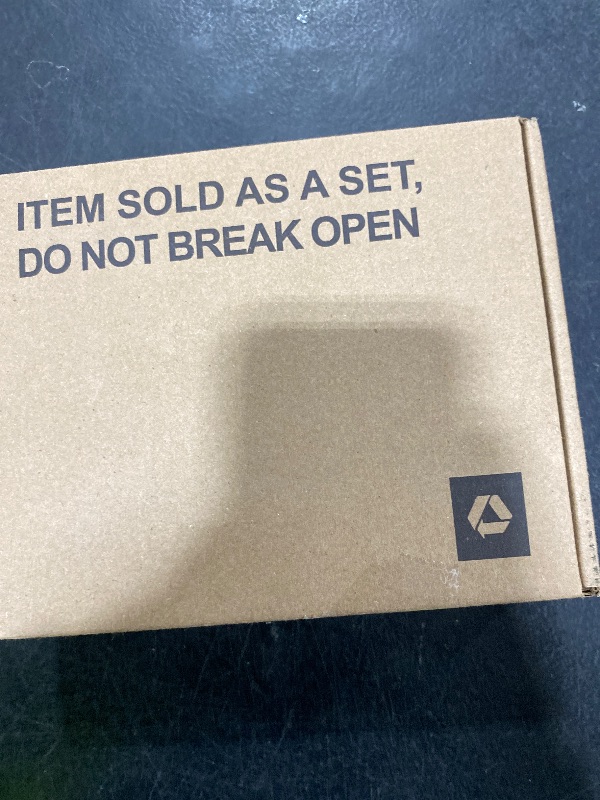 ITEM SOLD AS A SET,
DO NOT BREAK OPEN